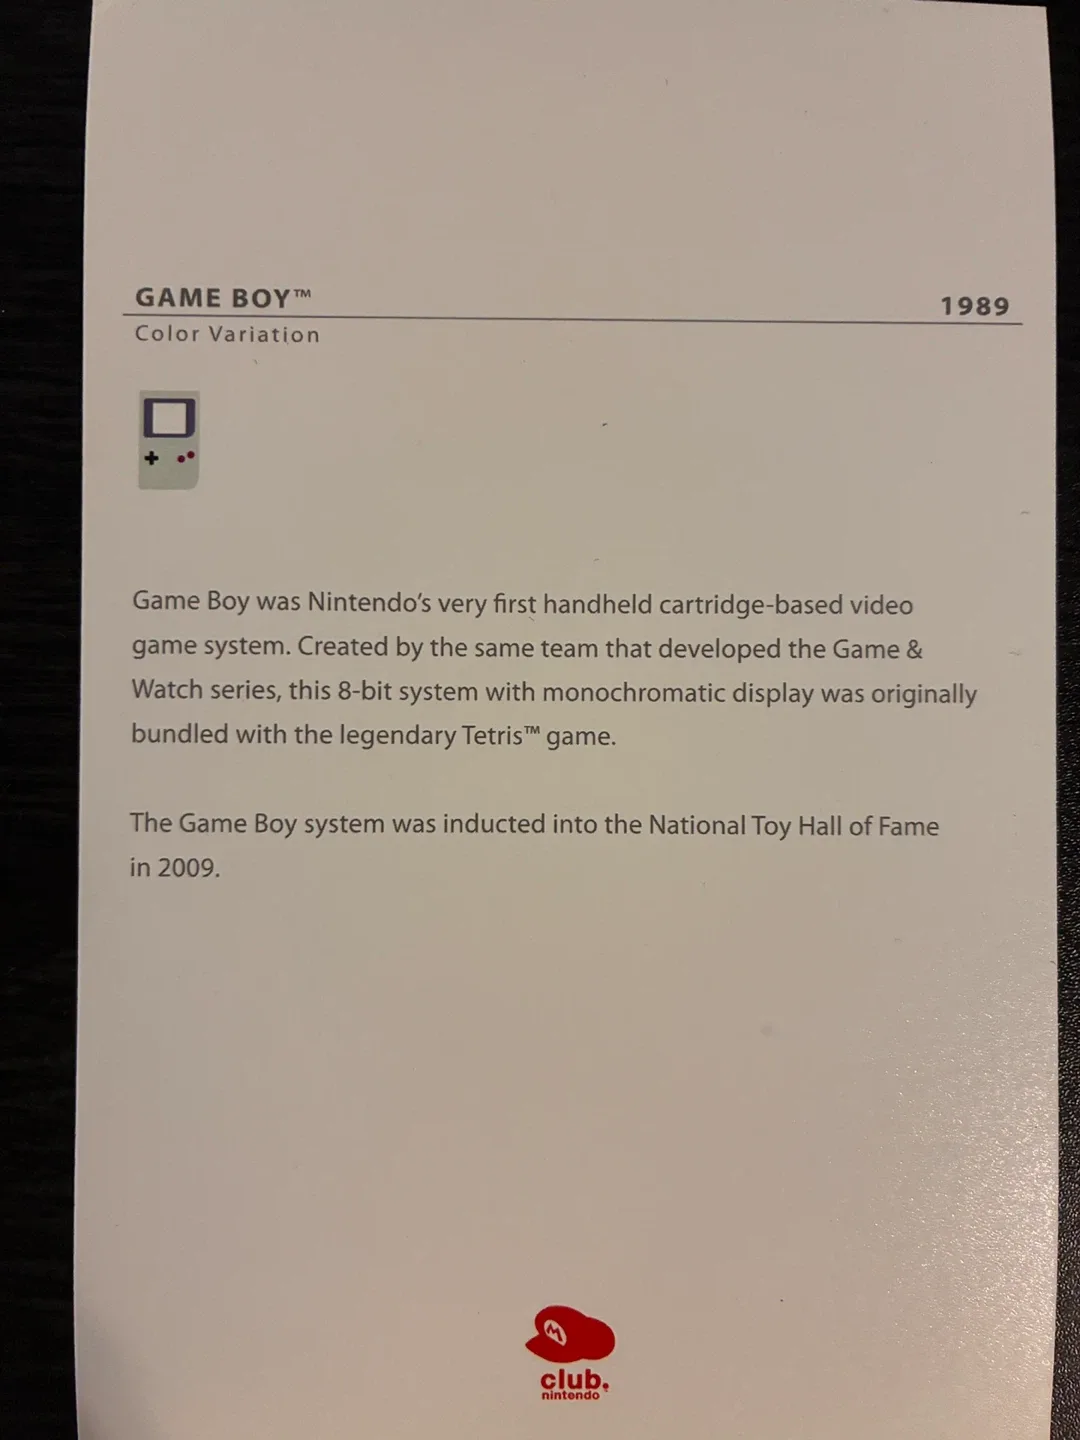 GAME BOY™
1989
Color Variation
Game Boy was Nintendo's very first handheld cartridge-based video
game system. Created by the same team that developed the Game &
Watch series, this 8-bit system with monochromatic display was originally
bundled with the legendary Tetris™ game.
The Game Boy system was inducted into the National Toy Hall of Fame
in 2009.
M
club.
nintendo